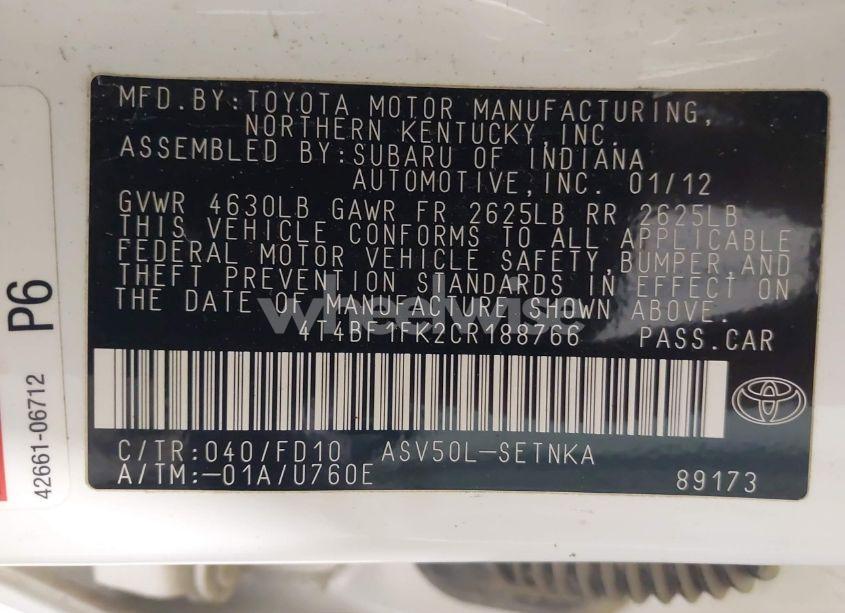 MFD.BY:TOYOTA MOTOR MANUFACTURING,
NORTHERN KENTUCKY,INC.
ASSEMBLED BY:SUBARU OF INDIANA
AUTOMOTIVE,INC. 01/12
GVWR 4630LB GAWR FR 2625LB RR 2625LB
THIS VEHICLE CONFORMS TO ALL APPLICABLE
FEDERAL MOTOR VEHICLE SAFETY,BUMPER,AND
THEFT PREVENTION STANDARDS IN EFFECT ON
THE DATE OF MANUFACTURE SHOWN ABOVE.
wheelwise
4T4BF1FK2CR188766 PASS.CAR
C/TR:040/FD10 ASV50L-SETNKA
A/TM:-01A/U760E 89173
P6
42661-06712